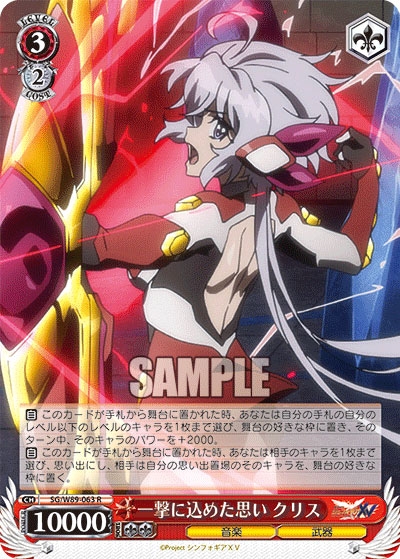 LEVEL
3
2
COST
SAMPLE
自 このカードが手札から舞台に置かれた時、あなたは自分の手札の自分の
レベル以下のレベルのキャラを1枚まで選び、舞台の好きな枠に置き、その
ターン中、そのキャラのパワーを+2000。
自 このカードが手札から舞台に置かれた時、あなたは相手のキャラを1枚
選び、思い出にし、相手は自分の思い出置場のそのキャラを、舞台の好きな
枠に置く。
CH
SG/W89-063 R
10000
一撃に込めた思い クリス
音楽
武器
©Project シンフォギアXV